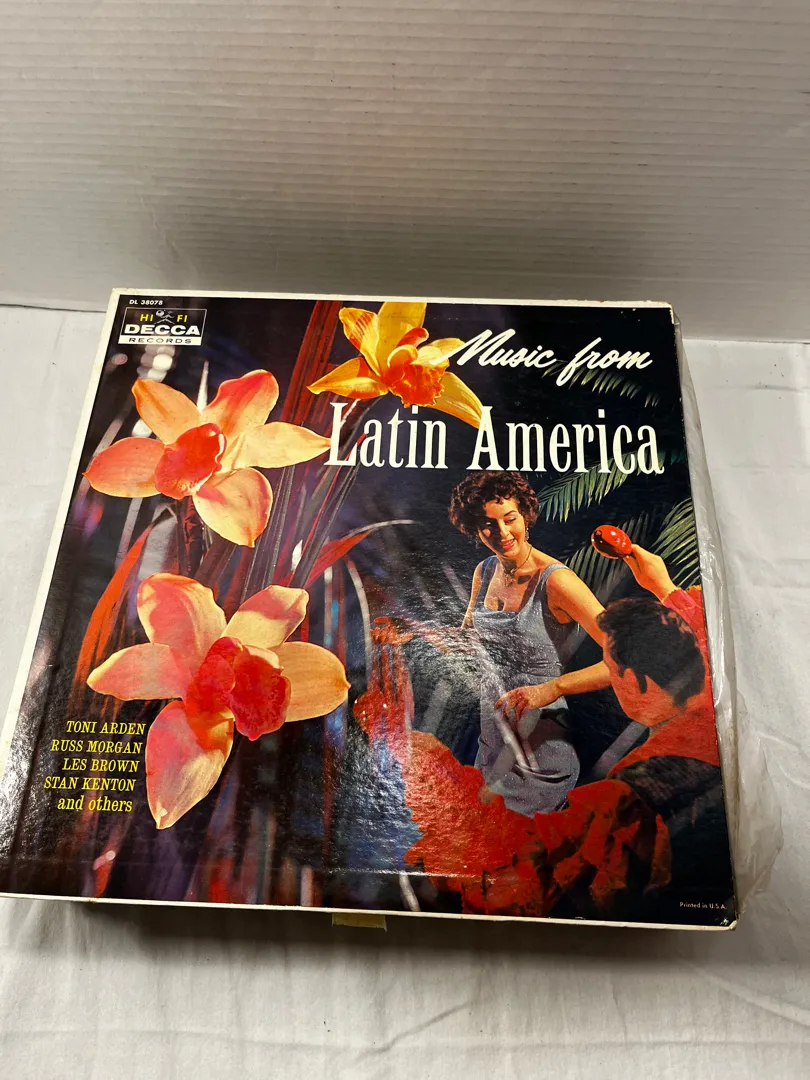 DL 38078
HI FI
DECCA
RECORDS
Music from
Latin America
TONI ARDEN
RUSS MORGAN
LES BROWN
STAN KENTON
and others
Printed in U.S.A.